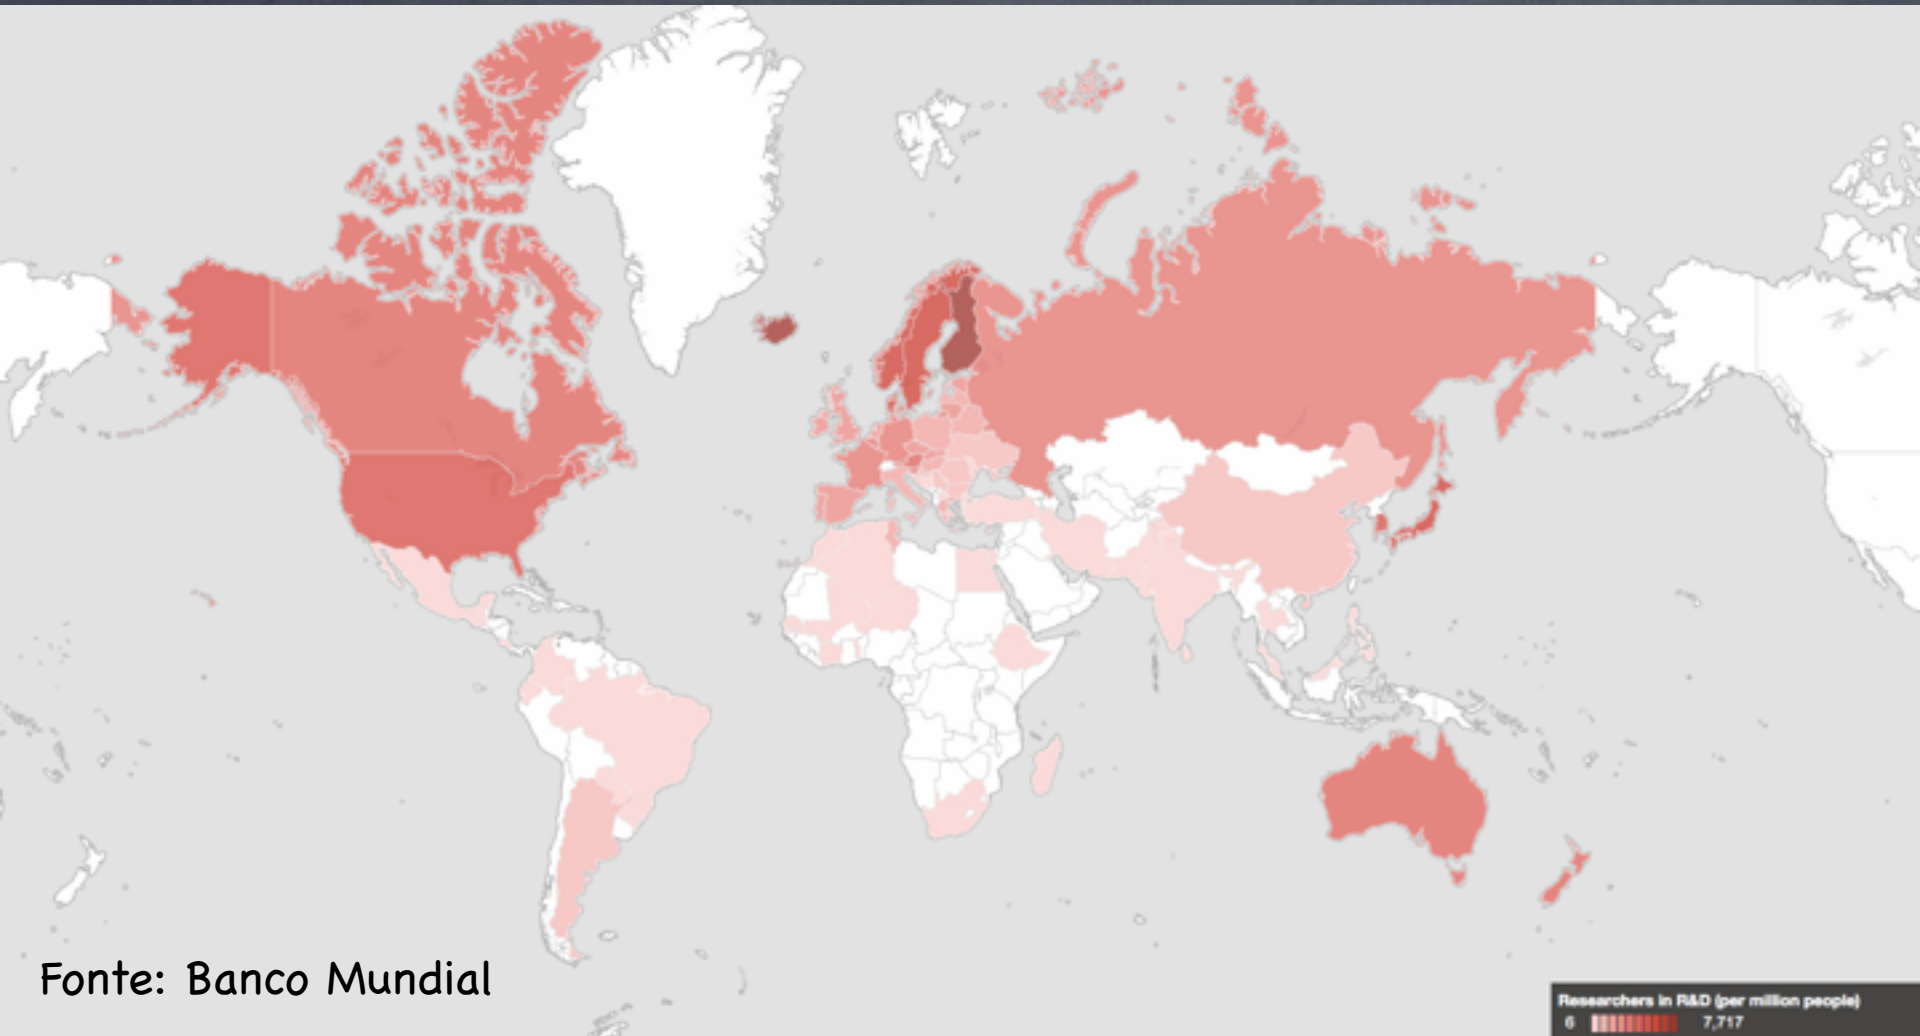 Fonte: Banco Mundial
Researchers in R&D (per million people)
6 7,717